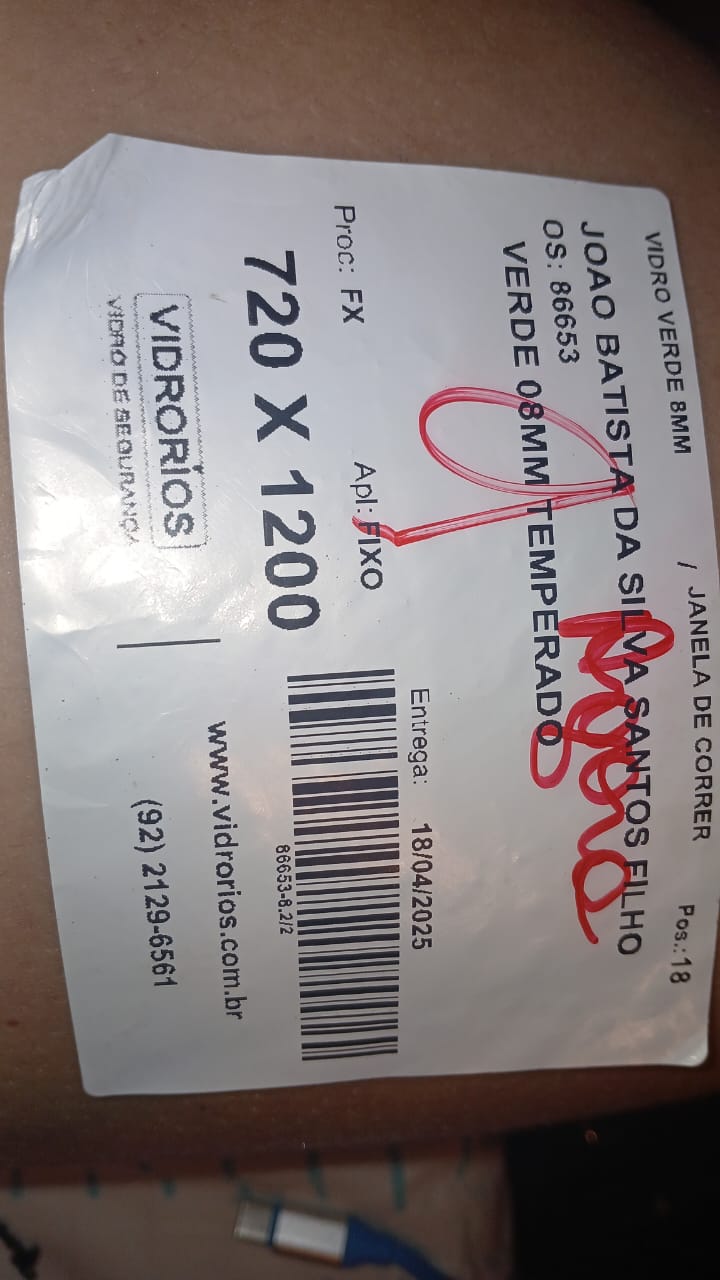 VIDRO VERDE 8MM / JANELA DE CORRER Pos.:18
JOAO BATISTA DA SILVA SANTOS FILHO
OS: 86653
VERDE 08MM TEMPERADO
Entrega: 18/04/2025
Proc: FX Apl: FIXO
720 X 1200
86653-8.2/2
VIDRORÍOS
VIDRO DE SEGURANÇA
www.vidrorios.com.br
(92) 2129-6561